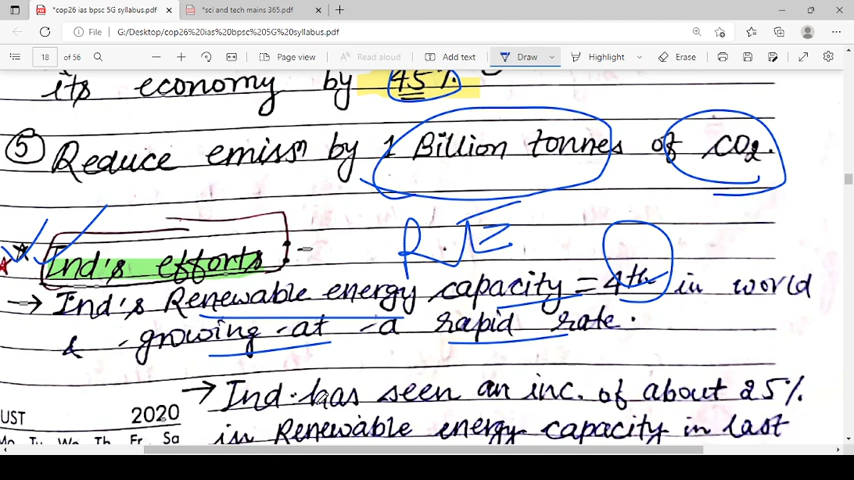 *cop26 ias bpsc 5G syllabus.pdf
*sci and tech mains 365.pdf
G:/Desktop/cop26%20ias%20bpsc%205G%20syllabus.pdf
18 of 56
Page view
Read aloud
Add text
Draw
Highlight
Erase
its economy by 45%.
⑤ Reduce emissn by 1 Billion tonnes of CO2.
R.E
Ind's efforts :-
→ Ind's Renewable energy capacity = 4th in world
& growing at a rapid rate.
→ Ind. has seen an inc. of about 25%
UST 2020
in Renewable energy capacity in last
Mo Tu We Th Fr Sa